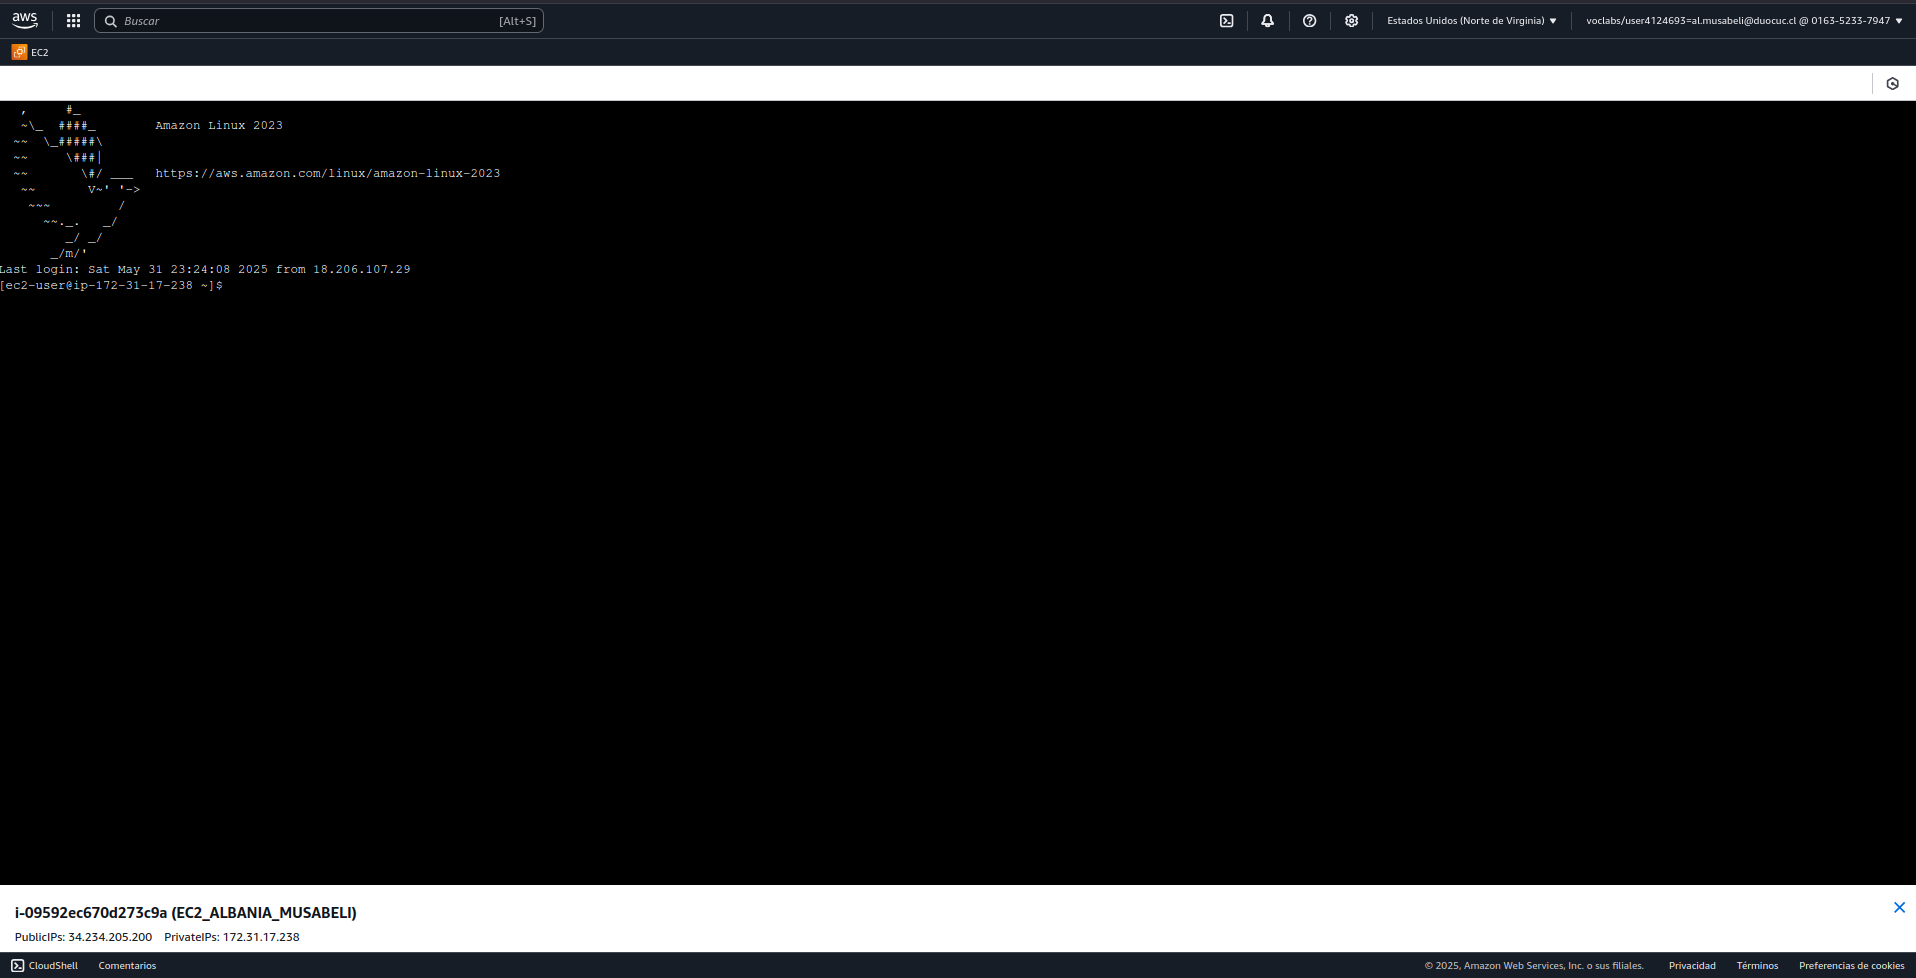 aws
Buscar [Alt+S] Estados Unidos (Norte de Virginia) voclabs/user4124693=al.musabeli@duocuc.cl @ 0163-5233-7947
EC2
   ,     #_
   ~\_  ####_        Amazon Linux 2023
  ~~  \_#####\
  ~~     \###|
  ~~       \#/ ___   https://aws.amazon.com/linux/amazon-linux-2023
   ~~       V~' '->
    ~~~         /
      ~~._.   _/
         _/ _/
       _/m/'
Last login: Sat May 31 23:24:08 2025 from 18.206.107.29
[ec2-user@ip-172-31-17-238 ~]$
i-09592ec670d273c9a (EC2_ALBANIA_MUSABELI)
PublicIPs: 34.234.205.200 PrivateIPs: 172.31.17.238
CloudShell Comentarios © 2025, Amazon Web Services, Inc. o sus filiales. Privacidad Términos Preferencias de cookies